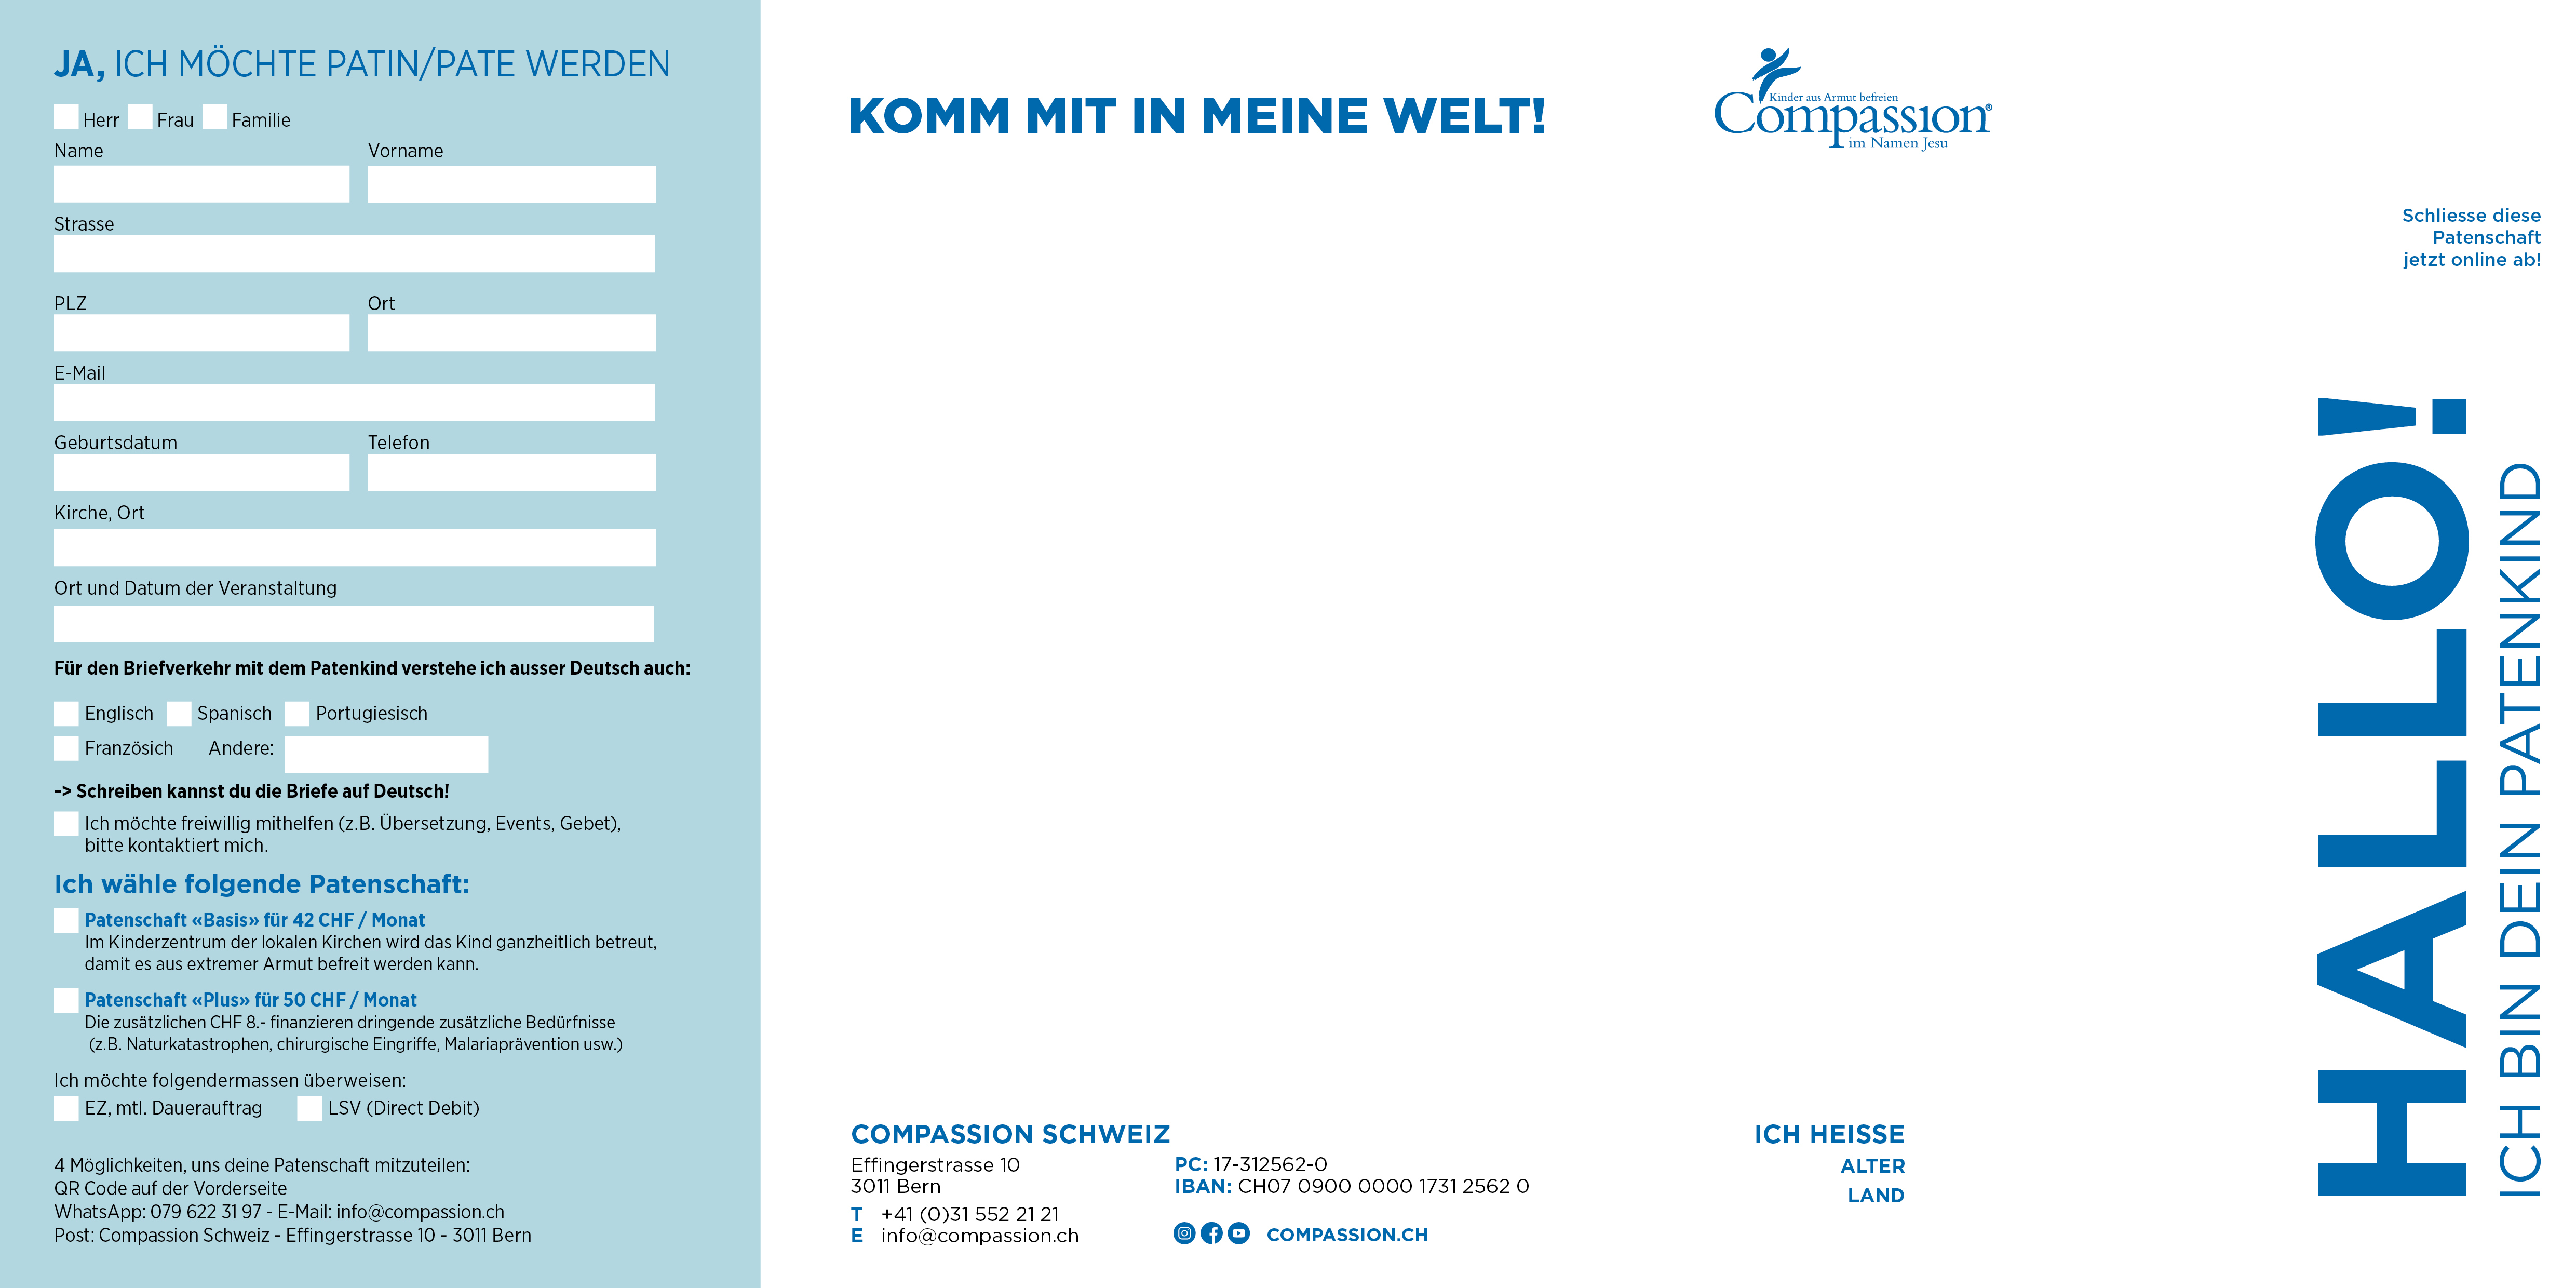 JA, ICH MÖCHTE PATIN/PATE WERDEN
Herr Frau Familie
Name Vorname
Strasse
PLZ Ort
E-Mail
Geburtsdatum Telefon
Kirche, Ort
Ort und Datum der Veranstaltung
Für den Briefverkehr mit dem Patenkind verstehe ich ausser Deutsch auch:
Englisch Spanisch Portugiesisch
Französich Andere:
-> Schreiben kannst du die Briefe auf Deutsch!
Ich möchte freiwillig mithelfen (z.B. Übersetzung, Events, Gebet),
bitte kontaktiert mich.
Ich wähle folgende Patenschaft:
Patenschaft «Basis» für 42 CHF / Monat
Im Kinderzentrum der lokalen Kirchen wird das Kind ganzheitlich betreut,
damit es aus extremer Armut befreit werden kann.
Patenschaft «Plus» für 50 CHF / Monat
Die zusätzlichen CHF 8.- finanzieren dringende zusätzliche Bedürfnisse
(z.B. Naturkatastrophen, chirurgische Eingriffe, Malariaprävention usw.)
Ich möchte folgendermassen überweisen:
EZ, mtl. Dauerauftrag LSV (Direct Debit)
4 Möglichkeiten, uns deine Patenschaft mitzuteilen:
QR Code auf der Vorderseite
WhatsApp: 079 622 31 97 - E-Mail: info@compassion.ch
Post: Compassion Schweiz - Effingerstrasse 10 - 3011 Bern
KOMM MIT IN MEINE WELT!
COMPASSION SCHWEIZ
Effingerstrasse 10
3011 Bern
T +41 (0)31 552 21 21
E info@compassion.ch
PC: 17-312562-0
IBAN: CH07 0900 0000 1731 2562 0
COMPASSION.CH
Kinder aus Armut befreien
Compassion®
im Namen Jesu
Schliesse diese
Patenschaft
jetzt online ab!
HALLO!
ICH BIN DEIN PATENKIND
ICH HEISSE
ALTER
LAND